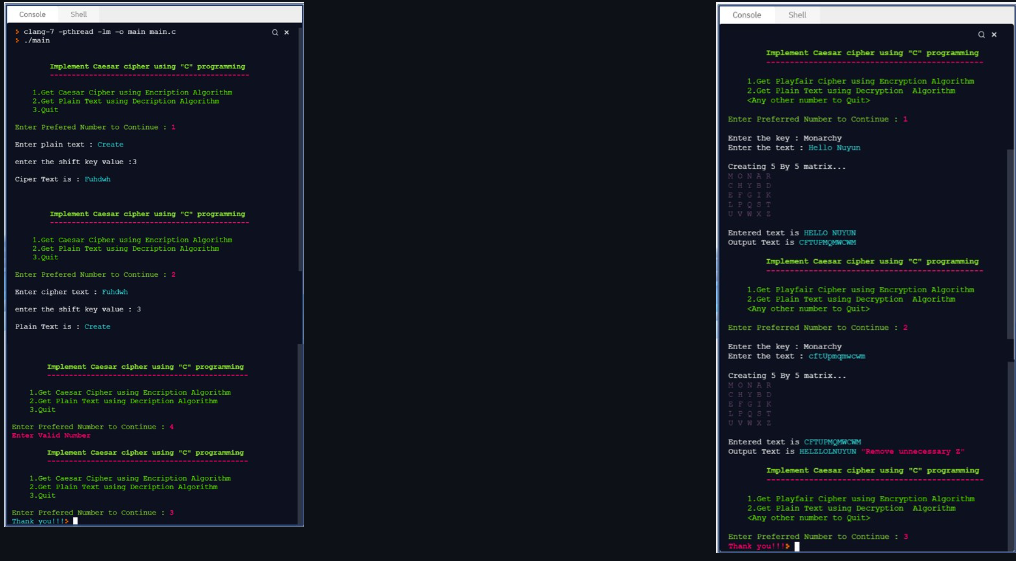 Console Shell
> clang-7 -pthread -lm -o main main.c
> ./main
Implement Caesar cipher using "C" programming
1.Get Caesar Cipher using Encription Algorithm
2.Get Plain Text using Decription Algorithm
3.Quit
Enter Prefered Number to Continue : 1
Enter plain text : Create
enter the shift key value :3
Ciper Text is : Fuhdwh
Implement Caesar cipher using "C" programming
1.Get Caesar Cipher using Encription Algorithm
2.Get Plain Text using Decription Algorithm
3.Quit
Enter Prefered Number to Continue : 2
Enter cipher text : Fuhdwh
enter the shift key value : 3
Plain Text is : Create
Implement Caesar cipher using "C" programming
1.Get Caesar Cipher using Encription Algorithm
2.Get Plain Text using Decription Algorithm
3.Quit
Enter Prefered Number to Continue : 4
Enter Valid Number
Implement Caesar cipher using "C" programming
1.Get Caesar Cipher using Encription Algorithm
2.Get Plain Text using Decription Algorithm
3.Quit
Enter Prefered Number to Continue : 3
Thank you!!!>
Console Shell
Implement Caesar cipher using "C" programming
1.Get Playfair Cipher using Encryption Algorithm
2.Get Plain Text using Decryption Algorithm
<Any other number to Quit>
Enter Preferred Number to Continue : 1
Enter the key : Monarchy
Enter the text : Hello Nuyun
Creating 5 By 5 matrix...
M O N A R
C H Y B D
E F G I K
L P Q S T
U V W X Z
Entered text is HELLO NUYUN
Output Text is CFTUPMQMWCWM
Implement Caesar cipher using "C" programming
1.Get Playfair Cipher using Encryption Algorithm
2.Get Plain Text using Decryption Algorithm
<Any other number to Quit>
Enter Preferred Number to Continue : 2
Enter the key : Monarchy
Enter the text : cftUpmqmwcwm
Creating 5 By 5 matrix...
M O N A R
C H Y B D
E F G I K
L P Q S T
U V W X Z
Entered text is CFTUPMQMWCWM
Output Text is HELZLOLNUYUN "Remove unnecessary Z"
Implement Caesar cipher using "C" programming
1.Get Playfair Cipher using Encryption Algorithm
2.Get Plain Text using Decryption Algorithm
<Any other number to Quit>
Enter Preferred Number to Continue : 3
Thank you!!!>